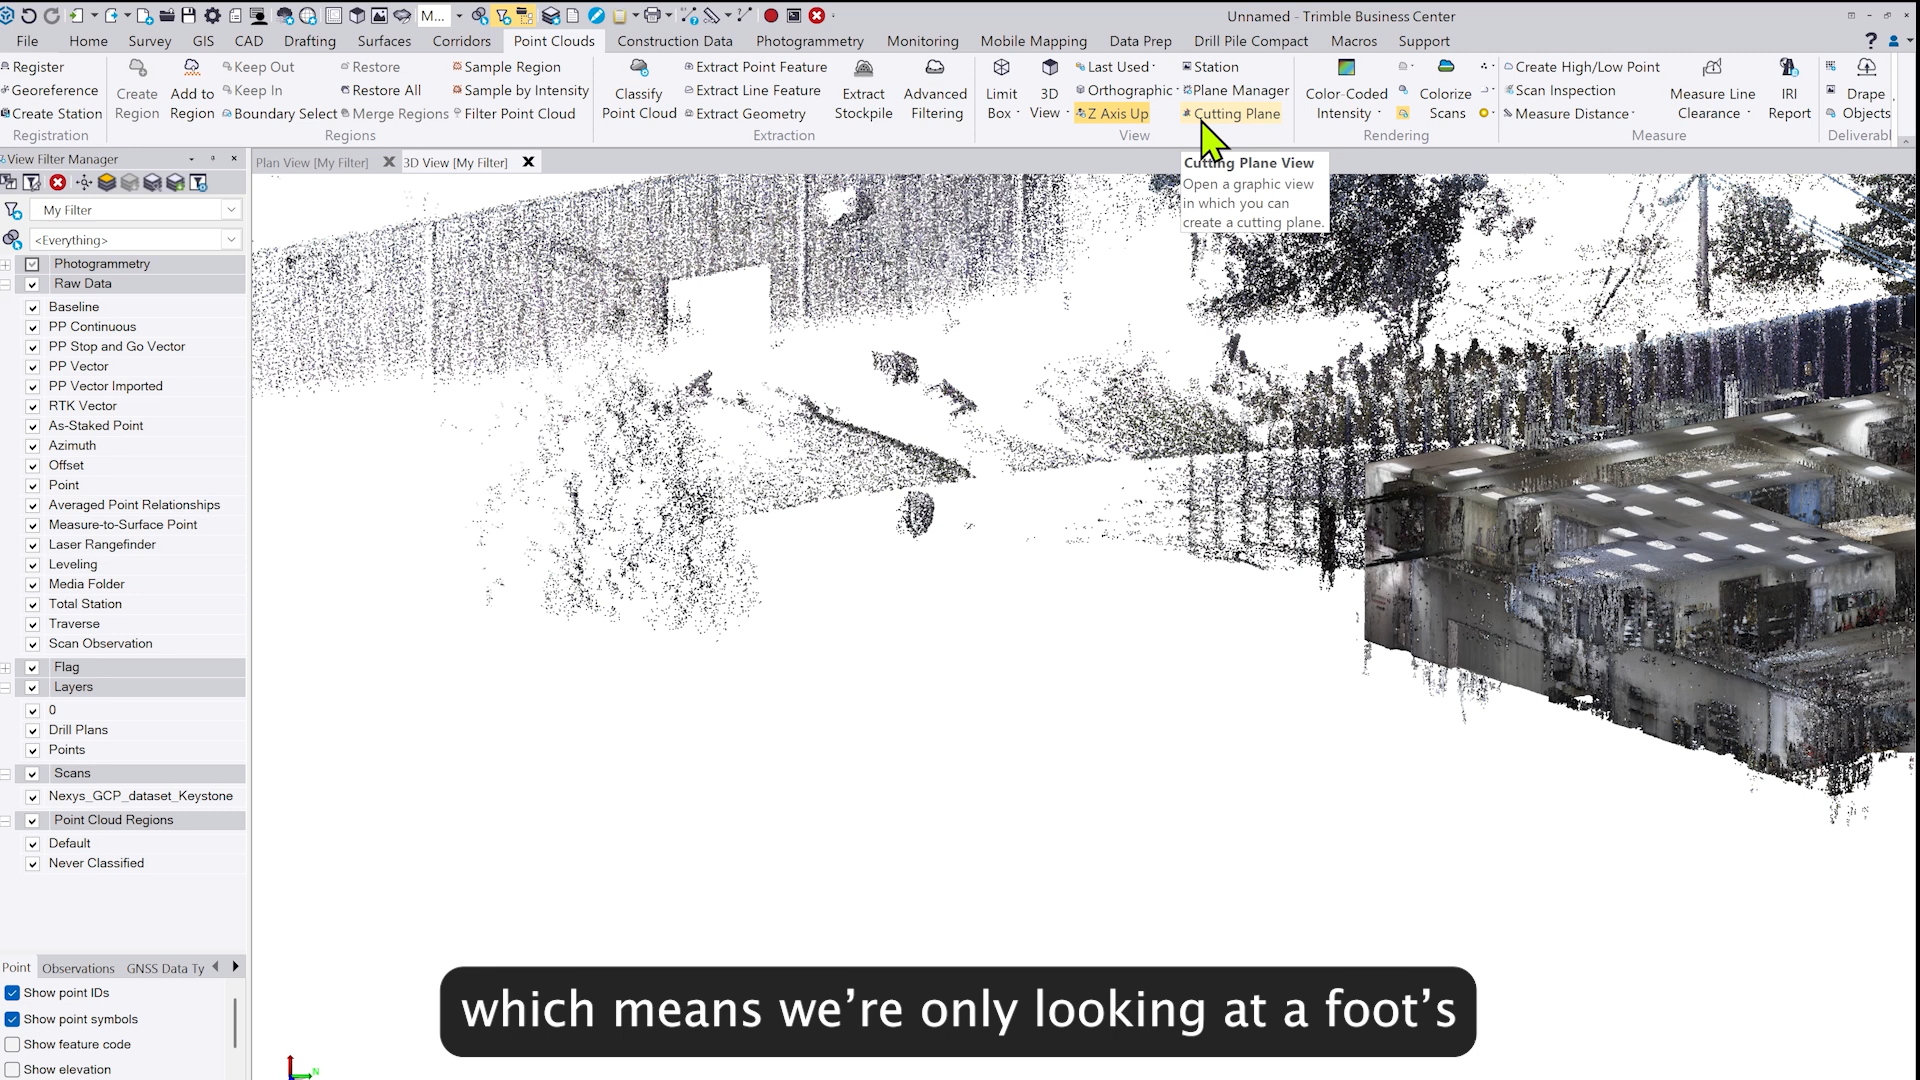 M...
Unnamed - Trimble Business Center
File Home Survey GIS CAD Drafting Surfaces Corridors Point Clouds Construction Data Photogrammetry Monitoring Mobile Mapping Data Prep Drill Pile Compact Macros Support
Register
Georeference
Create Station
Registration
Create Region
Add to Region
Keep Out
Keep In
Boundary Select
Restore
Restore All
Merge Regions
Sample Region
Sample by Intensity
Filter Point Cloud
Regions
Classify Point Cloud
Extract Point Feature
Extract Line Feature
Extract Geometry
Extract Stockpile
Advanced Filtering
Extraction
Limit Box
3D View
Last Used
Orthographic
Z Axis Up
Station
Plane Manager
Cutting Plane
View
Color-Coded Intensity
Colorize Scans
Rendering
Create High/Low Point
Scan Inspection
Measure Distance
Measure Line Clearance
IRI Report
Measure
Drape Objects
Deliverabl
View Filter Manager
Plan View [My Filter]
3D View [My Filter]
Cutting Plane View
Open a graphic view
in which you can
create a cutting plane.
My Filter
<Everything>
Photogrammetry
Raw Data
Baseline
PP Continuous
PP Stop and Go Vector
PP Vector
PP Vector Imported
RTK Vector
As-Staked Point
Azimuth
Offset
Point
Averaged Point Relationships
Measure-to-Surface Point
Laser Rangefinder
Leveling
Media Folder
Total Station
Traverse
Scan Observation
Flag
Layers
0
Drill Plans
Points
Scans
Nexys_GCP_dataset_Keystone
Point Cloud Regions
Default
Never Classified
Point Observations GNSS Data Ty
Show point IDs
Show point symbols
Show feature code
Show elevation
N
which means we're only looking at a foot's